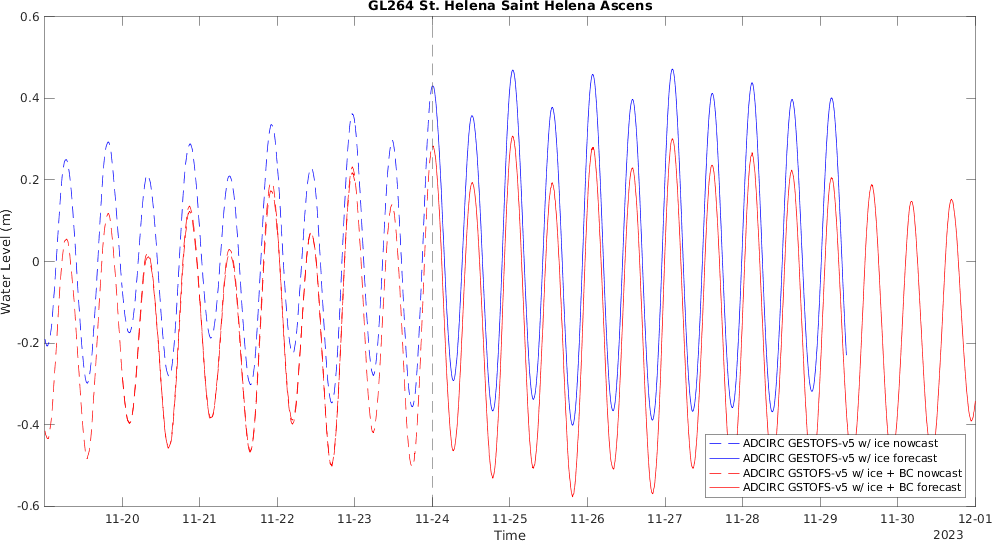 GL264 St. Helena Saint Helena Ascens
0.6
0.4
0.2
0
-0.2
-0.4
-0.6
Water Level (m)
11-20
11-21
11-22
11-23
11-24
11-25
11-26
11-27
11-28
11-29
11-30
12-01
Time
2023
ADCIRC GESTOFS-v5 w/ ice nowcast
ADCIRC GESTOFS-v5 w/ ice forecast
ADCIRC GSTOFS-v5 w/ ice + BC nowcast
ADCIRC GSTOFS-v5 w/ ice + BC forecast